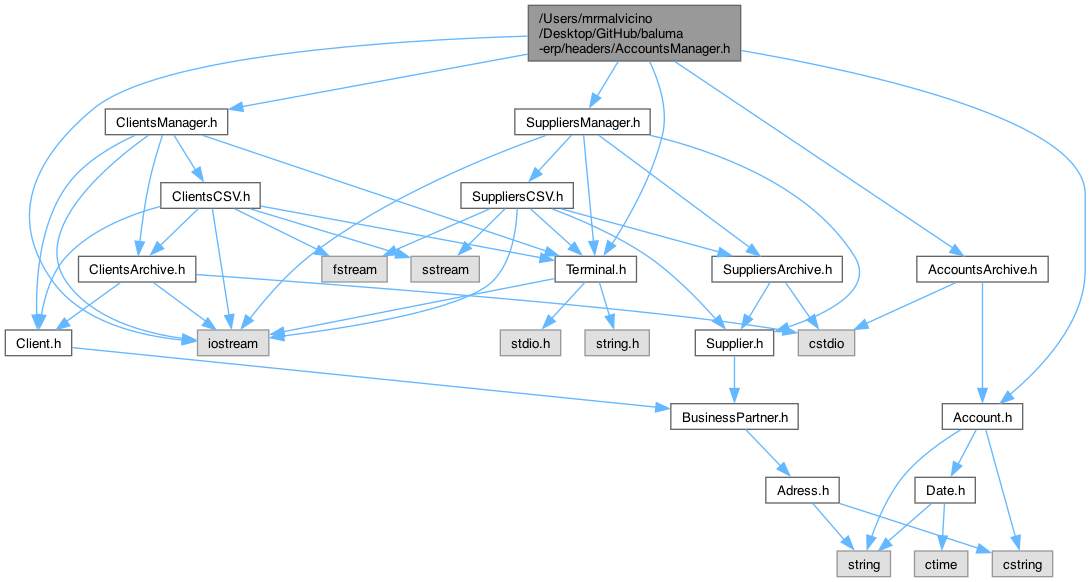 /Users/mrmalvicino
/Desktop/GitHub/baluma
-erp/headers/AccountsManager.h
ClientsManager.h
SuppliersManager.h
ClientsCSV.h
SuppliersCSV.h
ClientsArchive.h
fstream
sstream
Terminal.h
SuppliersArchive.h
AccountsArchive.h
Client.h
iostream
stdio.h
string.h
Supplier.h
cstdio
BusinessPartner.h
Account.h
Adress.h
Date.h
string
ctime
cstring